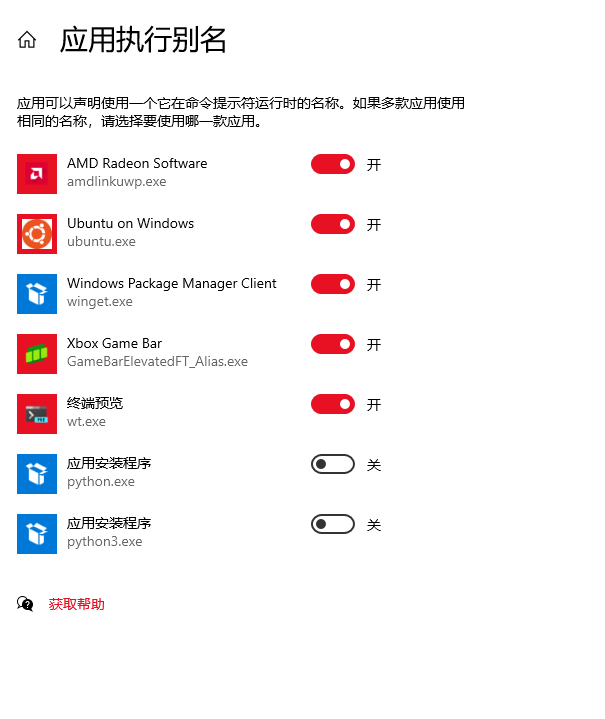 应用执行别名
应用可以声明使用一个它在命令提示符运行时的名称。如果多款应用使用
相同的名称，请选择要使用哪一款应用。
AMD Radeon Software
开
amdlinkuwp.exe
Ubuntu on Windows
开
ubuntu.exe
Windows Package Manager Client
开
winget.exe
Xbox Game Bar
开
GameBarElevatedFT_Alias.exe
终端预览
开
wt.exe
应用安装程序
关
python.exe
应用安装程序
关
python3.exe
获取帮助